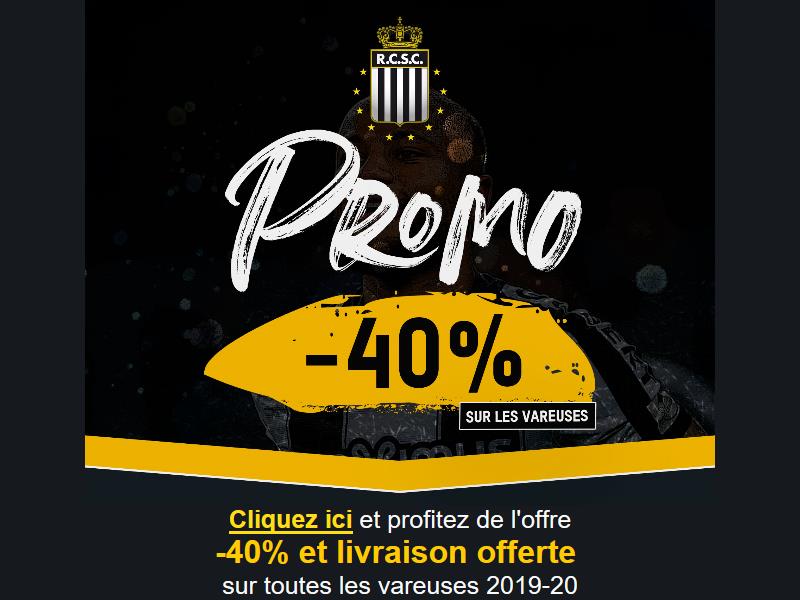 R.C.S.C.
Promo
-40%
SUR LES VAREUSES
Cliquez ici et profitez de l'offre
-40% et livraison offerte
sur toutes les vareuses 2019-20